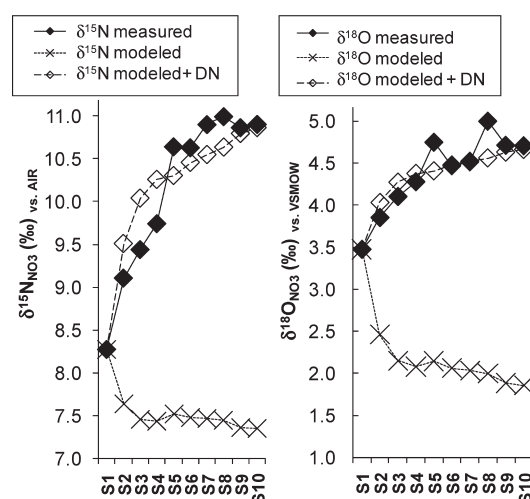 δ15N measured
δ15N modeled
δ15N modeled+ DN
δ18O measured
δ18O modeled
δ18O modeled + DN
11.0
10.5
10.0
9.5
9.0
8.5
8.0
7.5
7.0
δ15NNO3 (‰) vs. AIR
S1
S2
S3
S4
S5
S6
S7
S8
S9
S10
5.0
4.5
4.0
3.5
3.0
2.5
2.0
1.5
1.0
δ18ONO3 (‰) vs. VSMOW
S1
S2
S3
S4
S5
S6
S7
S8
S9
S10